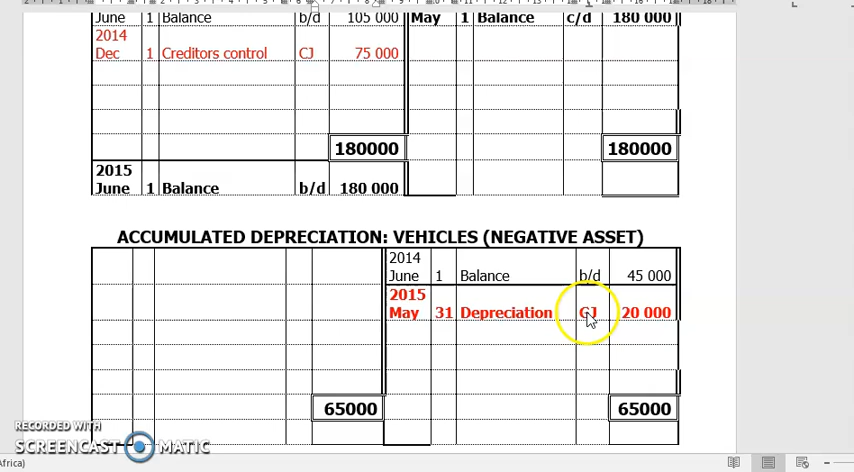 June 1 Balance b/d 105 000 May 1 Balance c/d 180 000
2014
Dec 1 Creditors control CJ 75 000
180000 180000
2015
June 1 Balance b/d 180 000
ACCUMULATED DEPRECIATION: VEHICLES (NEGATIVE ASSET)
2014
June 1 Balance b/d 45 000
2015
May 31 Depreciation GJ 20 000
65000 65000
RECORDED WITH
SCREENCAST MATIC
Africa)